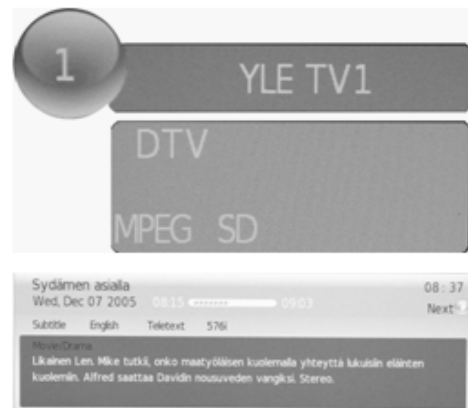 1
YLE TV1
DTV
MPEG SD
Sydämen asialla
08:37
Wed, Dec 07 2005 08:15 09:03
Next
Subtitle English Teletext 576i
Movie/Drama
Likainen Len. Mike tutkii, onko maatyöläisen kuolemalla yhteyttä lukuisiin eläinten
kuolemiin. Alfred saattaa Davidin nousuveden vangiksi. Stereo.